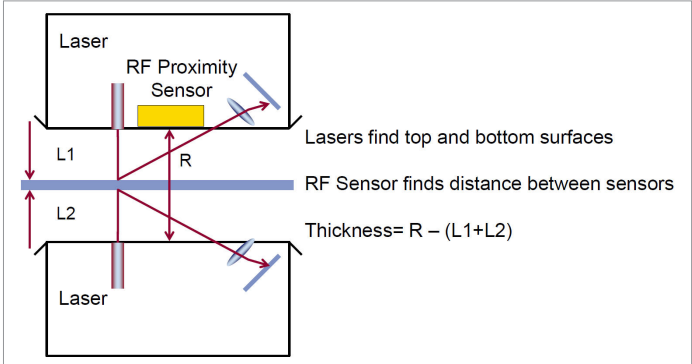 Laser
RF Proximity
Sensor
L1
R
L2
Laser
Lasers find top and bottom surfaces
RF Sensor finds distance between sensors
Thickness= R – (L1+L2)